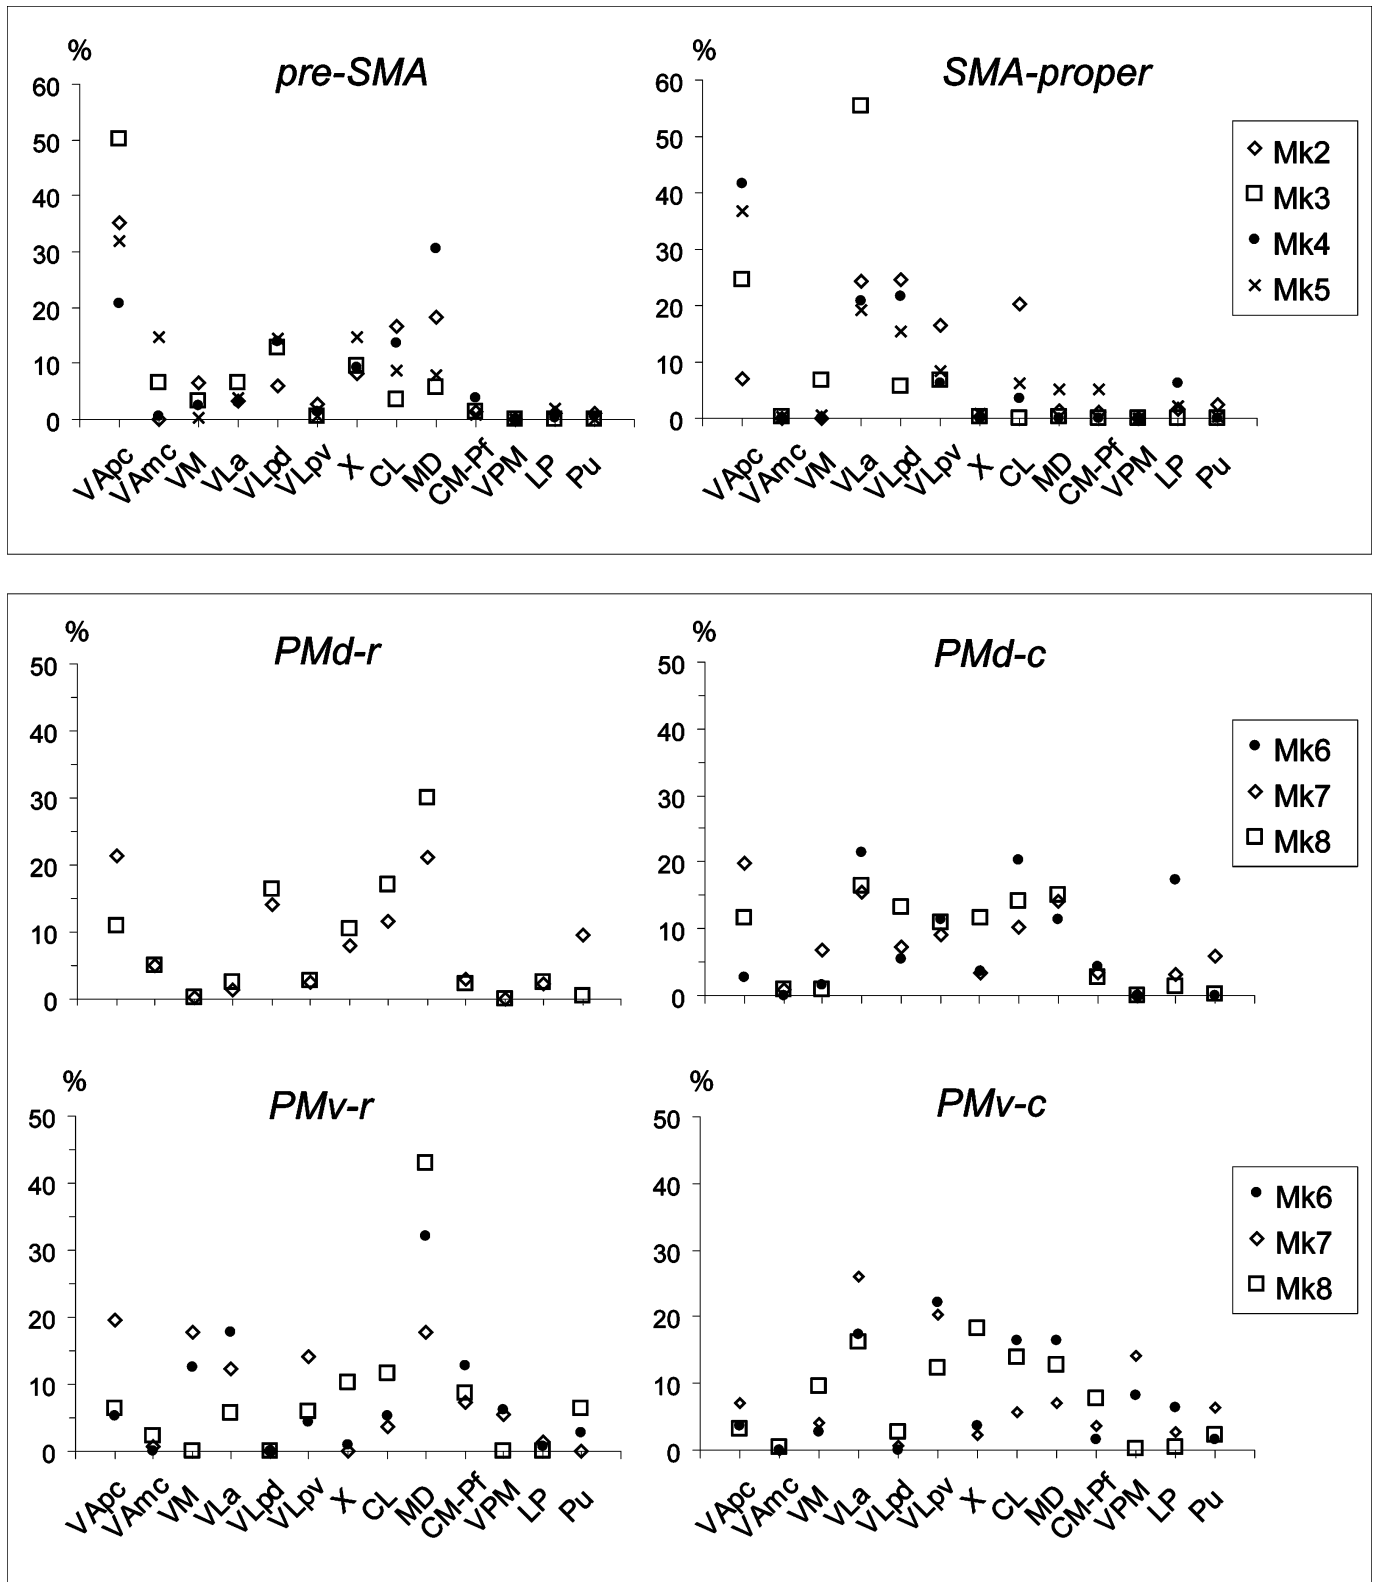 %
pre-SMA
60
50
40
30
20
10
0
VApc
VAmc
VM
VLa
VLpd
VLpv
X
CL
MD
CM-Pf
VPM
LP
Pu
%
SMA-proper
60
50
40
30
20
10
0
VApc
VAmc
VM
VLa
VLpd
VLpv
X
CL
MD
CM-Pf
VPM
LP
Pu
Mk2
Mk3
Mk4
Mk5
%
PMd-r
50
40
30
20
10
0
%
PMd-c
50
40
30
20
10
0
Mk6
Mk7
Mk8
%
PMv-r
50
40
30
20
10
0
VApc
VAmc
VM
VLa
VLpd
VLpv
X
CL
MD
CM-Pf
VPM
LP
Pu
%
PMv-c
50
40
30
20
10
0
VApc
VAmc
VM
VLa
VLpd
VLpv
X
CL
MD
CM-Pf
VPM
LP
Pu
Mk6
Mk7
Mk8